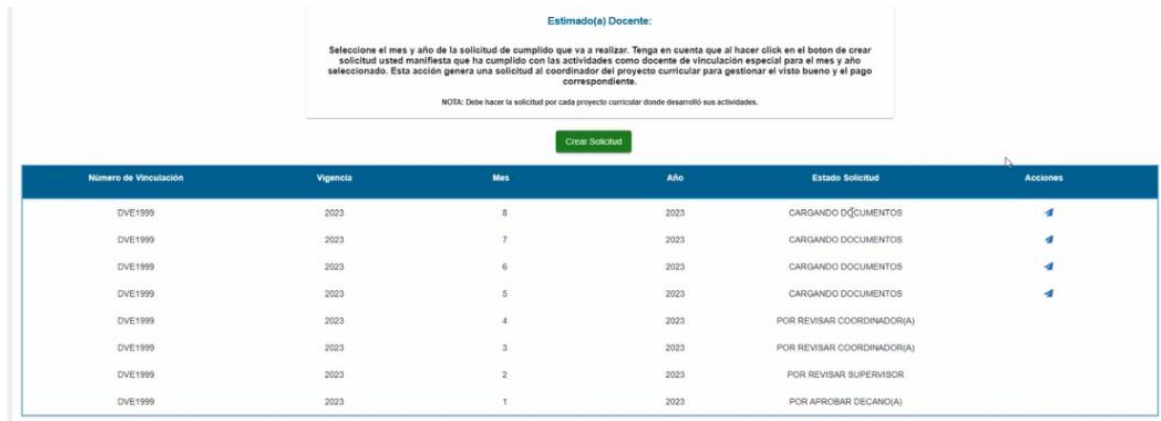 Estimado(a) Docente:
Seleccione el mes y año de la solicitud de cumplido que va a realizar. Tenga en cuenta que al hacer click en el boton de crear
solicitud usted manifiesta que ha cumplido con las actividades como docente de vinculación especial para el mes y año
seleccionado. Esta acción genera una solicitud al coordinador del proyecto curricular para gestionar el visto bueno y el pago
correspondiente.
NOTA: Debe hacer la solicitud por cada proyecto curricular donde desarrolló sus actividades.
Crear Solicitud
Número de Vinculación Vigencia Mes Año Estado Solicitud Acciones
DVE1999 2023 8 2023 CARGANDO DOCUMENTOS
DVE1999 2023 7 2023 CARGANDO DOCUMENTOS
DVE1999 2023 6 2023 CARGANDO DOCUMENTOS
DVE1999 2023 5 2023 CARGANDO DOCUMENTOS
DVE1999 2023 4 2023 POR REVISAR COORDINADOR(A)
DVE1999 2023 3 2023 POR REVISAR COORDINADOR(A)
DVE1999 2023 2 2023 POR REVISAR SUPERVISOR
DVE1999 2023 1 2023 POR APROBAR DECANO(A)